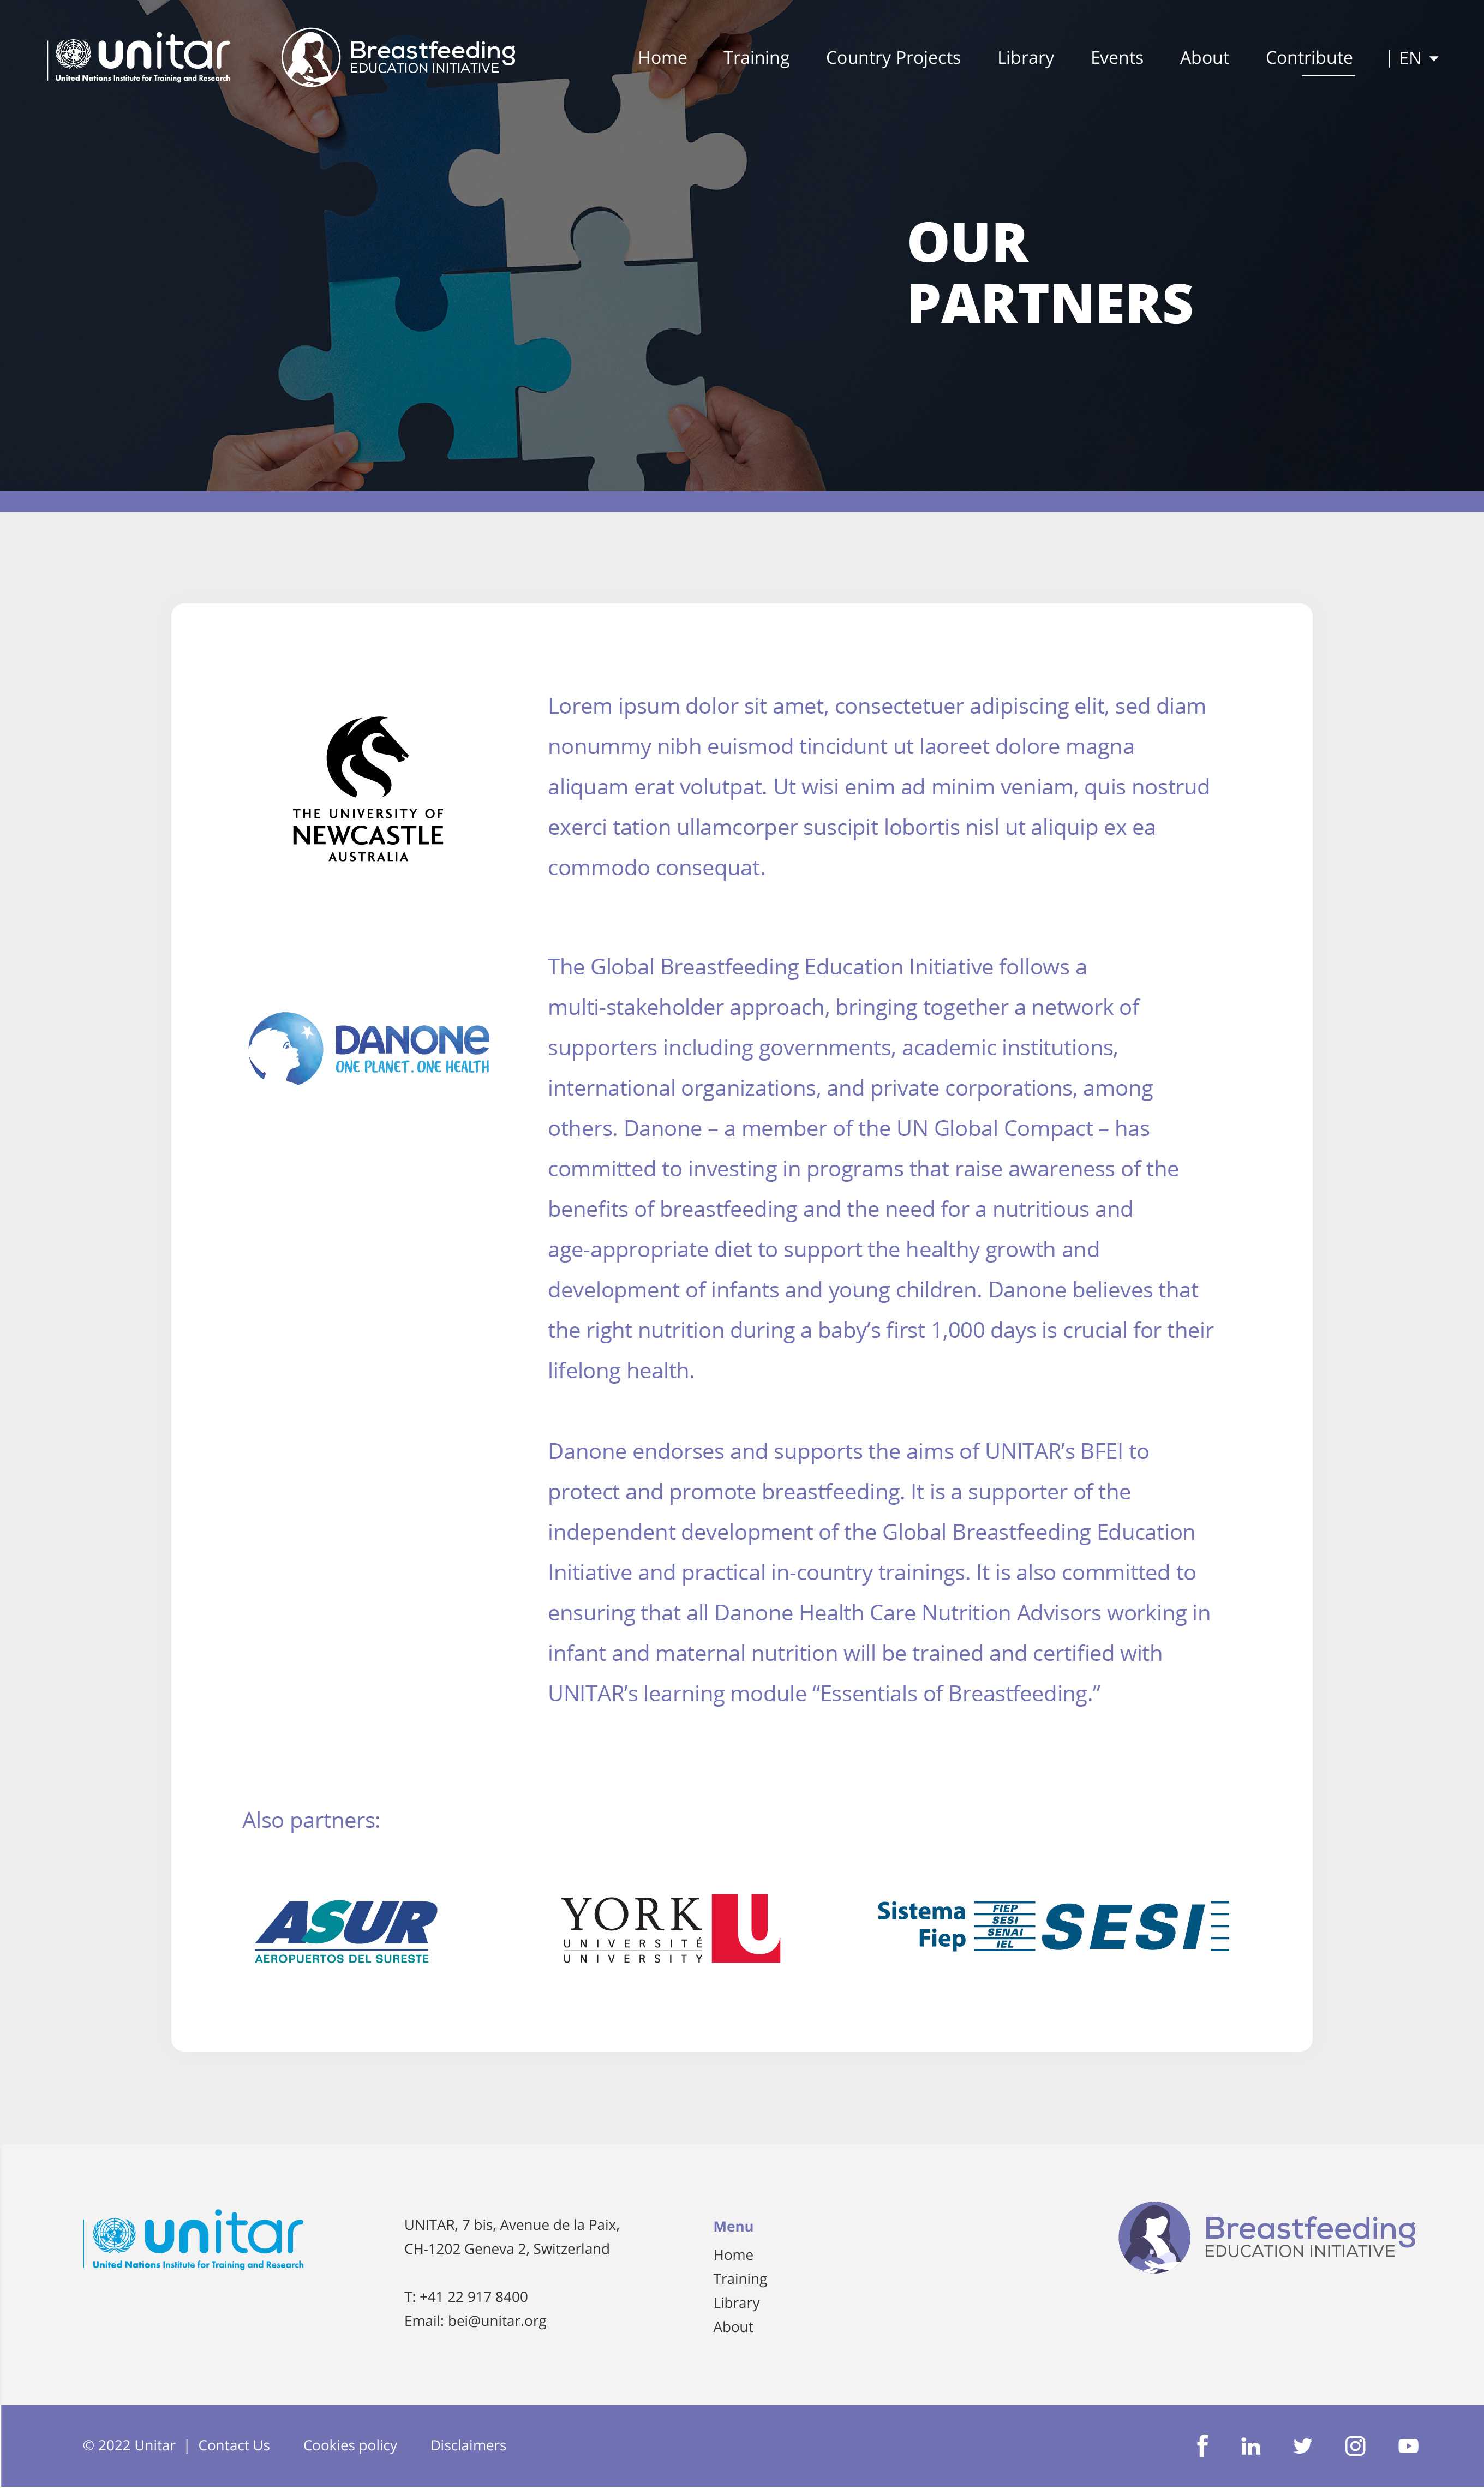 unitar
United Nations Institute for Training and Research
Breastfeeding
EDUCATION INITIATIVE
Home Training Country Projects Library Events About Contribute | EN
OUR
PARTNERS
THE UNIVERSITY OF
NEWCASTLE
AUSTRALIA
Lorem ipsum dolor sit amet, consectetuer adipiscing elit, sed diam
nonummy nibh euismod tincidunt ut laoreet dolore magna
aliquam erat volutpat. Ut wisi enim ad minim veniam, quis nostrud
exerci tation ullamcorper suscipit lobortis nisl ut aliquip ex ea
commodo consequat.
DANONE
ONE PLANET. ONE HEALTH
The Global Breastfeeding Education Initiative follows a
multi-stakeholder approach, bringing together a network of
supporters including governments, academic institutions,
international organizations, and private corporations, among
others. Danone – a member of the UN Global Compact – has
committed to investing in programs that raise awareness of the
benefits of breastfeeding and the need for a nutritious and
age-appropriate diet to support the healthy growth and
development of infants and young children. Danone believes that
the right nutrition during a baby’s first 1,000 days is crucial for their
lifelong health.
Danone endorses and supports the aims of UNITAR’s BFEI to
protect and promote breastfeeding. It is a supporter of the
independent development of the Global Breastfeeding Education
Initiative and practical in-country trainings. It is also committed to
ensuring that all Danone Health Care Nutrition Advisors working in
infant and maternal nutrition will be trained and certified with
UNITAR’s learning module “Essentials of Breastfeeding.”
Also partners:
ASUR
AEROPUERTOS DEL SURESTE
YORK U
UNIVERSITÉ
UNIVERSITY
Sistema
Fiep
FIEP
SESI
SENAI
IEL
SESI
unitar
United Nations Institute for Training and Research
UNITAR, 7 bis, Avenue de la Paix,
CH-1202 Geneva 2, Switzerland
T: +41 22 917 8400
Email: bei@unitar.org
Menu
Home
Training
Library
About
Breastfeeding
EDUCATION INITIATIVE
© 2022 Unitar | Contact Us Cookies policy Disclaimers